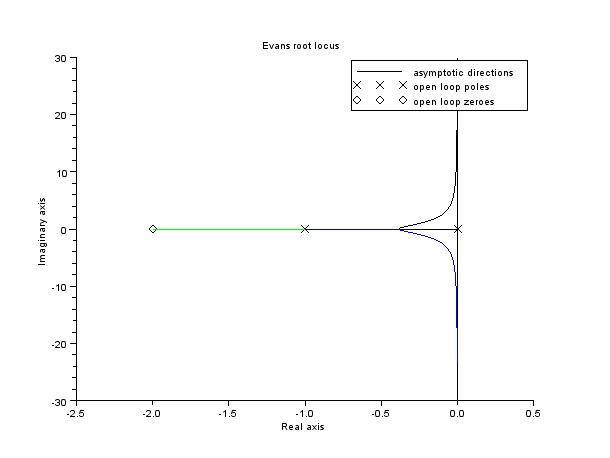 Evans root locus
asymptotic directions
open loop poles
open loop zeroes
30
20
10
0
-10
-20
-30
Imaginary axis
-2.5 -2.0 -1.5 -1.0 -0.5 0.0 0.5
Real axis